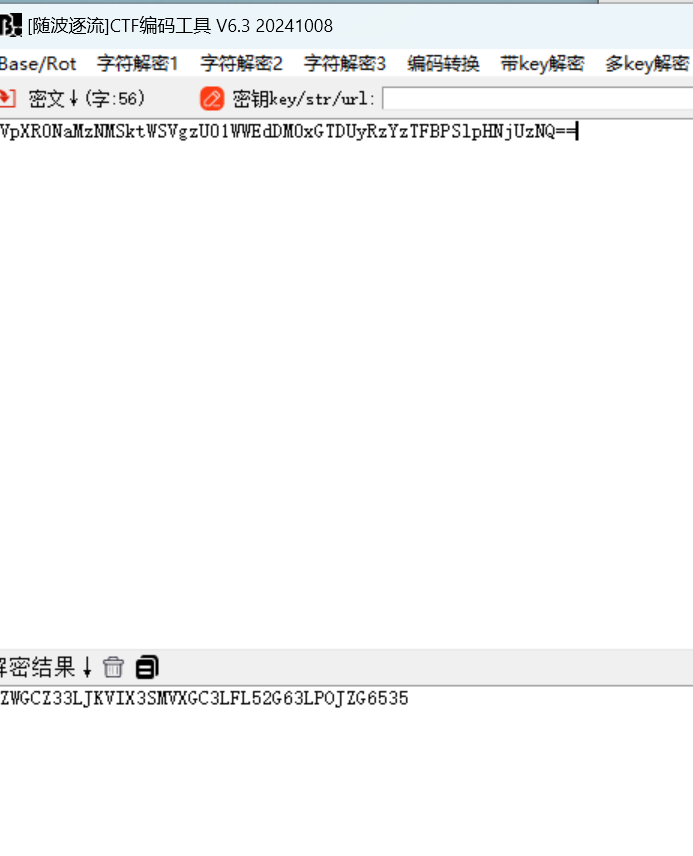 [随波逐流]CTF编码工具 V6.3 20241008
Base/Rot 字符解密1 字符解密2 字符解密3 编码转换 带key解密 多key解密
密文↓(字:56) 密钥key/str/url:
VpXR0NaMzNMSktWSVgzU01WWEdDM0xGTDUyRzYzTFBPSlpHNjUzNQ==
解密结果↓
ZWGCZ33LJKVIX3SMVXGC3LFL52G63LPOJZG6535